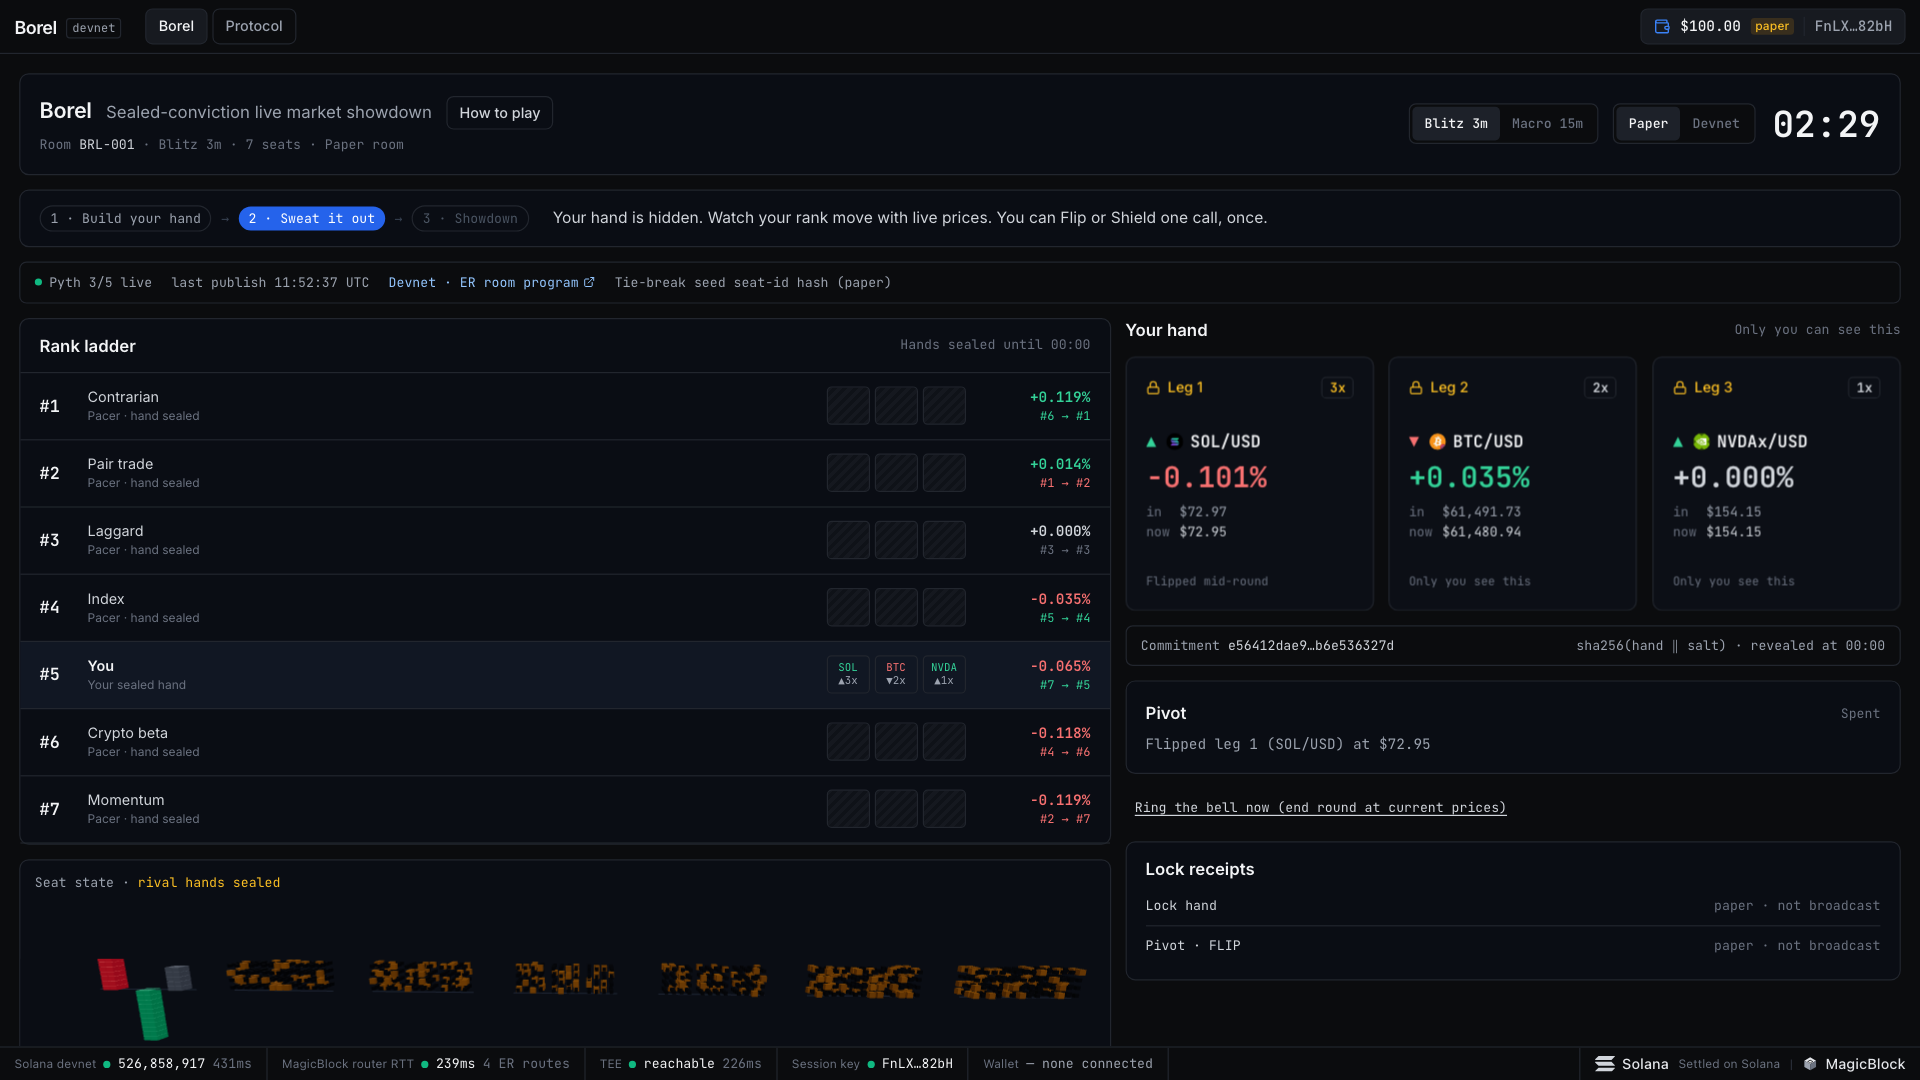 Borel devnet Borel Protocol $100.00 paper FnLX…82bH
Borel Sealed-conviction live market showdown How to play
Room BRL-001 · Blitz 3m · 7 seats · Paper room
Blitz 3m Macro 15m Paper Devnet 02:29
1 · Build your hand → 2 · Sweat it out → 3 · Showdown Your hand is hidden. Watch your rank move with live prices. You can Flip or Shield one call, once.
Pyth 3/5 live last publish 11:52:37 UTC Devnet · ER room program Tie-break seed seat-id hash (paper)
Rank ladder Hands sealed until 00:00
#1 Contrarian +0.119%
Pacer · hand sealed #6 → #1
#2 Pair trade +0.014%
Pacer · hand sealed #1 → #2
#3 Laggard +0.000%
Pacer · hand sealed #3 → #3
#4 Index -0.035%
Pacer · hand sealed #5 → #4
#5 You SOL BTC NVDA -0.065%
Your sealed hand ▲3x ▼2x ▲1x #7 → #5
#6 Crypto beta -0.118%
Pacer · hand sealed #4 → #6
#7 Momentum -0.119%
Pacer · hand sealed #2 → #7
Seat state · rival hands sealed
Your hand Only you can see this
Leg 1 3x
▲ SOL/USD
-0.101%
in $72.97
now $72.95
Flipped mid-round
Leg 2 2x
▼ BTC/USD
+0.035%
in $61,491.73
now $61,480.94
Only you see this
Leg 3 1x
▲ NVDAx/USD
+0.000%
in $154.15
now $154.15
Only you see this
Commitment e56412dae9…b6e536327d sha256(hand ‖ salt) · revealed at 00:00
Pivot Spent
Flipped leg 1 (SOL/USD) at $72.95
Ring the bell now (end round at current prices)
Lock receipts
Lock hand paper · not broadcast
Pivot · FLIP paper · not broadcast
Solana devnet 526,858,917 431ms MagicBlock router RTT 239ms 4 ER routes TEE reachable 226ms Session key FnLX…82bH Wallet — none connected Solana Settled on Solana | MagicBlock